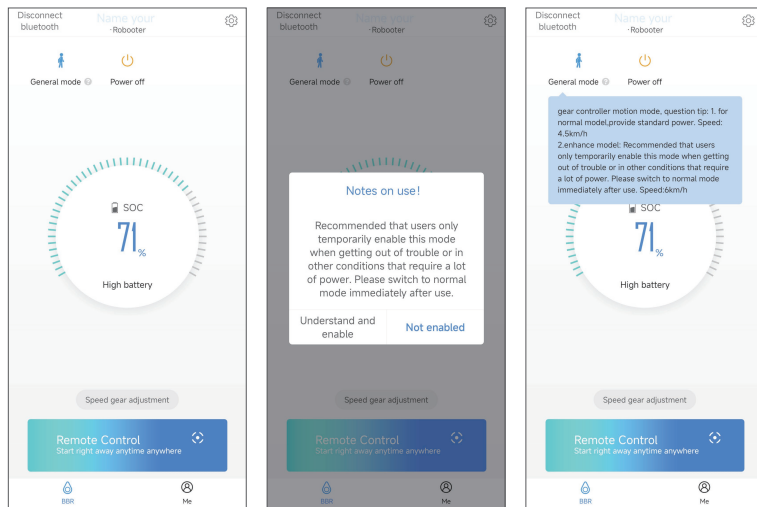 Disconnect
bluetooth
Name your
-Robooter
General mode
Power off
SOC
71%
High battery
Speed gear adjustment
Remote Control
Start right away anytime anywhere
BBR
Me
Disconnect
bluetooth
Name your
-Robooter
General mode
Power off
Notes on use!
Recommended that users only
temporarily enable this mode
when getting out of trouble or in
other conditions that require a lot
of power. Please switch to normal
mode immediately after use.
Understand and
enable
Not enabled
Speed gear adjustment
Remote Control
Start right away anytime anywhere
BBR
Me
Disconnect
bluetooth
Name your
-Robooter
General mode
Power off
gear controller motion mode, question tip: 1. for
normal model,provide standard power. Speed:
4.5km/h
2.enhance model: Recommended that users
only temporarily enable this mode when getting
out of trouble or in other conditions that require
a lot of power. Please switch to normal mode
immediately after use. Speed:6km/h
SOC
71%
High battery
Speed gear adjustment
Remote Control
Start right away anytime anywhere
BBR
Me